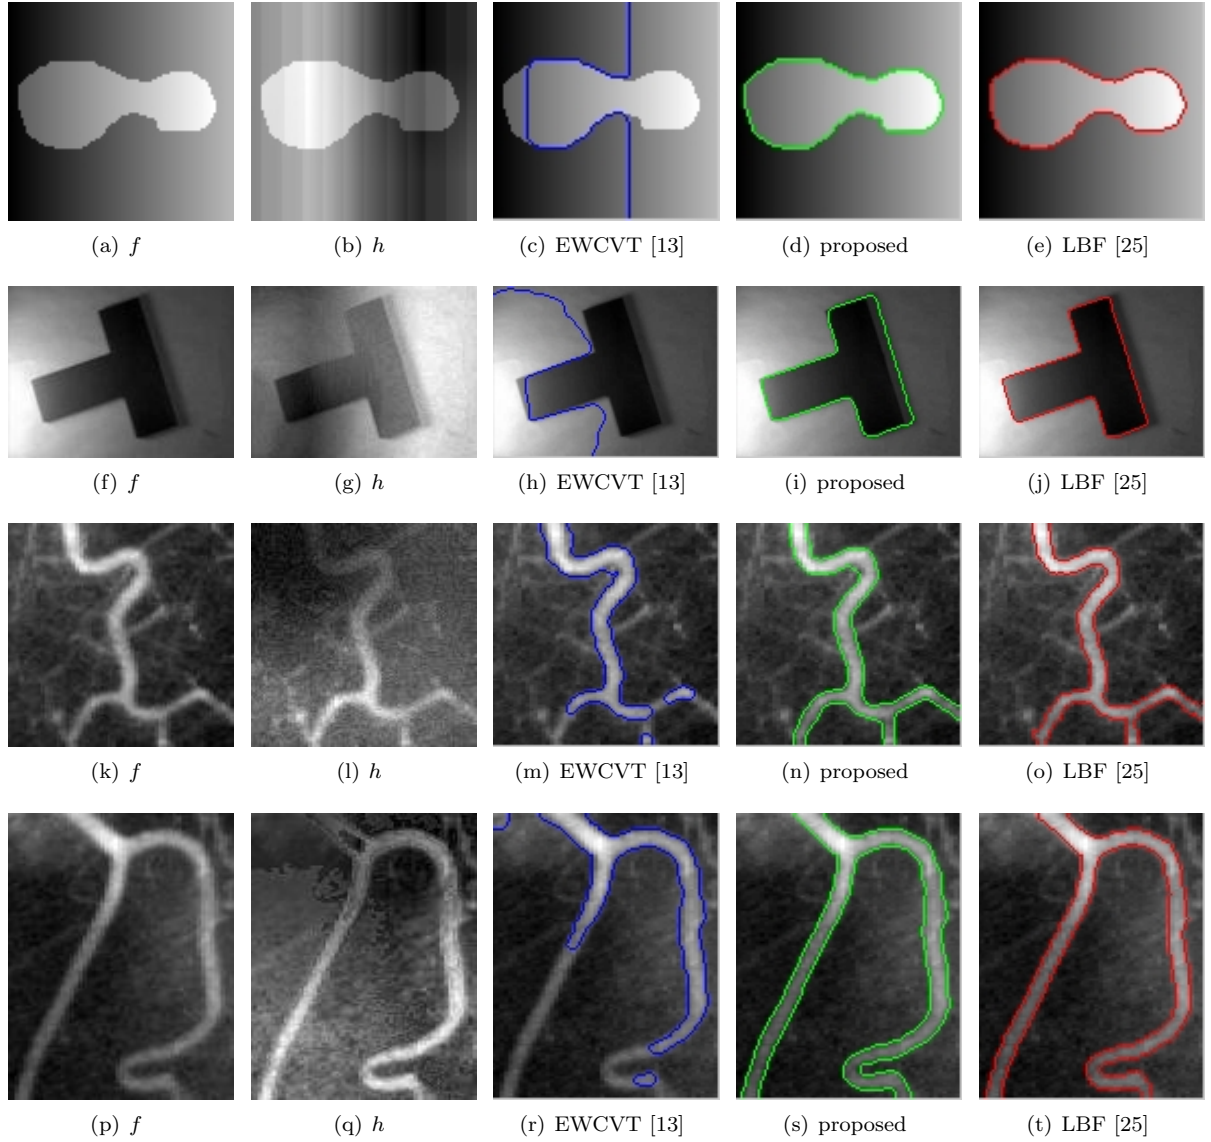 (a) f
(b) h
(c) EWCVT [13]
(d) proposed
(e) LBF [25]
(f) f
(g) h
(h) EWCVT [13]
(i) proposed
(j) LBF [25]
(k) f
(l) h
(m) EWCVT [13]
(n) proposed
(o) LBF [25]
(p) f
(q) h
(r) EWCVT [13]
(s) proposed
(t) LBF [25]